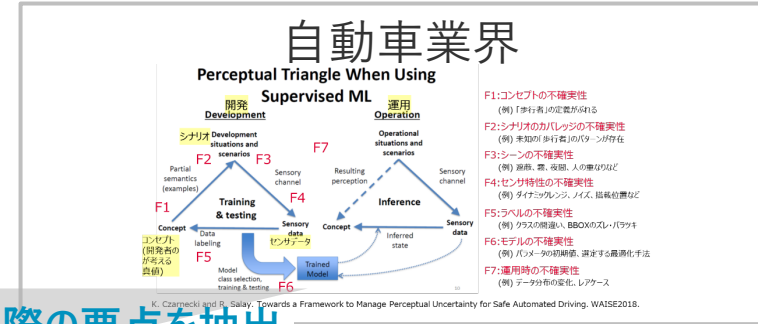 自動車業界
Perceptual Triangle When Using
Supervised ML
開発
Development
運用
Operation
シナリオ
Development
situations and
scenarios
Operational
situations and
scenarios
F2
F3
F7
Partial
semantics
(examples)
Sensory
channel
Resulting
perception
Sensory
channel
F1
F4
Training
& testing
Inference
Concept
Data
labeling
Sensory
data
Concept
Inferred
state
Sensory
data
コンセプト
(開発者の
が考える
真値)
センサデータ
F5
Model
class selection,
training & testing
F6
Trained
Model
F1:コンセプトの不確実性
(例) 「歩行者」の定義がぶれる
F2:シナリオのカバレッジの不確実性
(例) 未知の「歩行者」のパターンが存在
F3:シーンの不確実性
(例) 遮蔽、霧、夜間、人の重なりなど
F4:センサ特性の不確実性
(例) ダイナミックレンジ、ノイズ、搭載位置など
F5:ラベルの不確実性
(例) クラスの間違い、BBOXのズレ・バラツキ
F6:モデルの不確実性
(例) パラメータの初期値、選定する最適化手法
F7:運用時の不確実性
(例) データ分布の変化、レアケース
K. Czarnecki and R. Salay. Towards a Framework to Manage Perceptual Uncertainty for Safe Automated Driving. WAISE2018.
際の要点を抽出